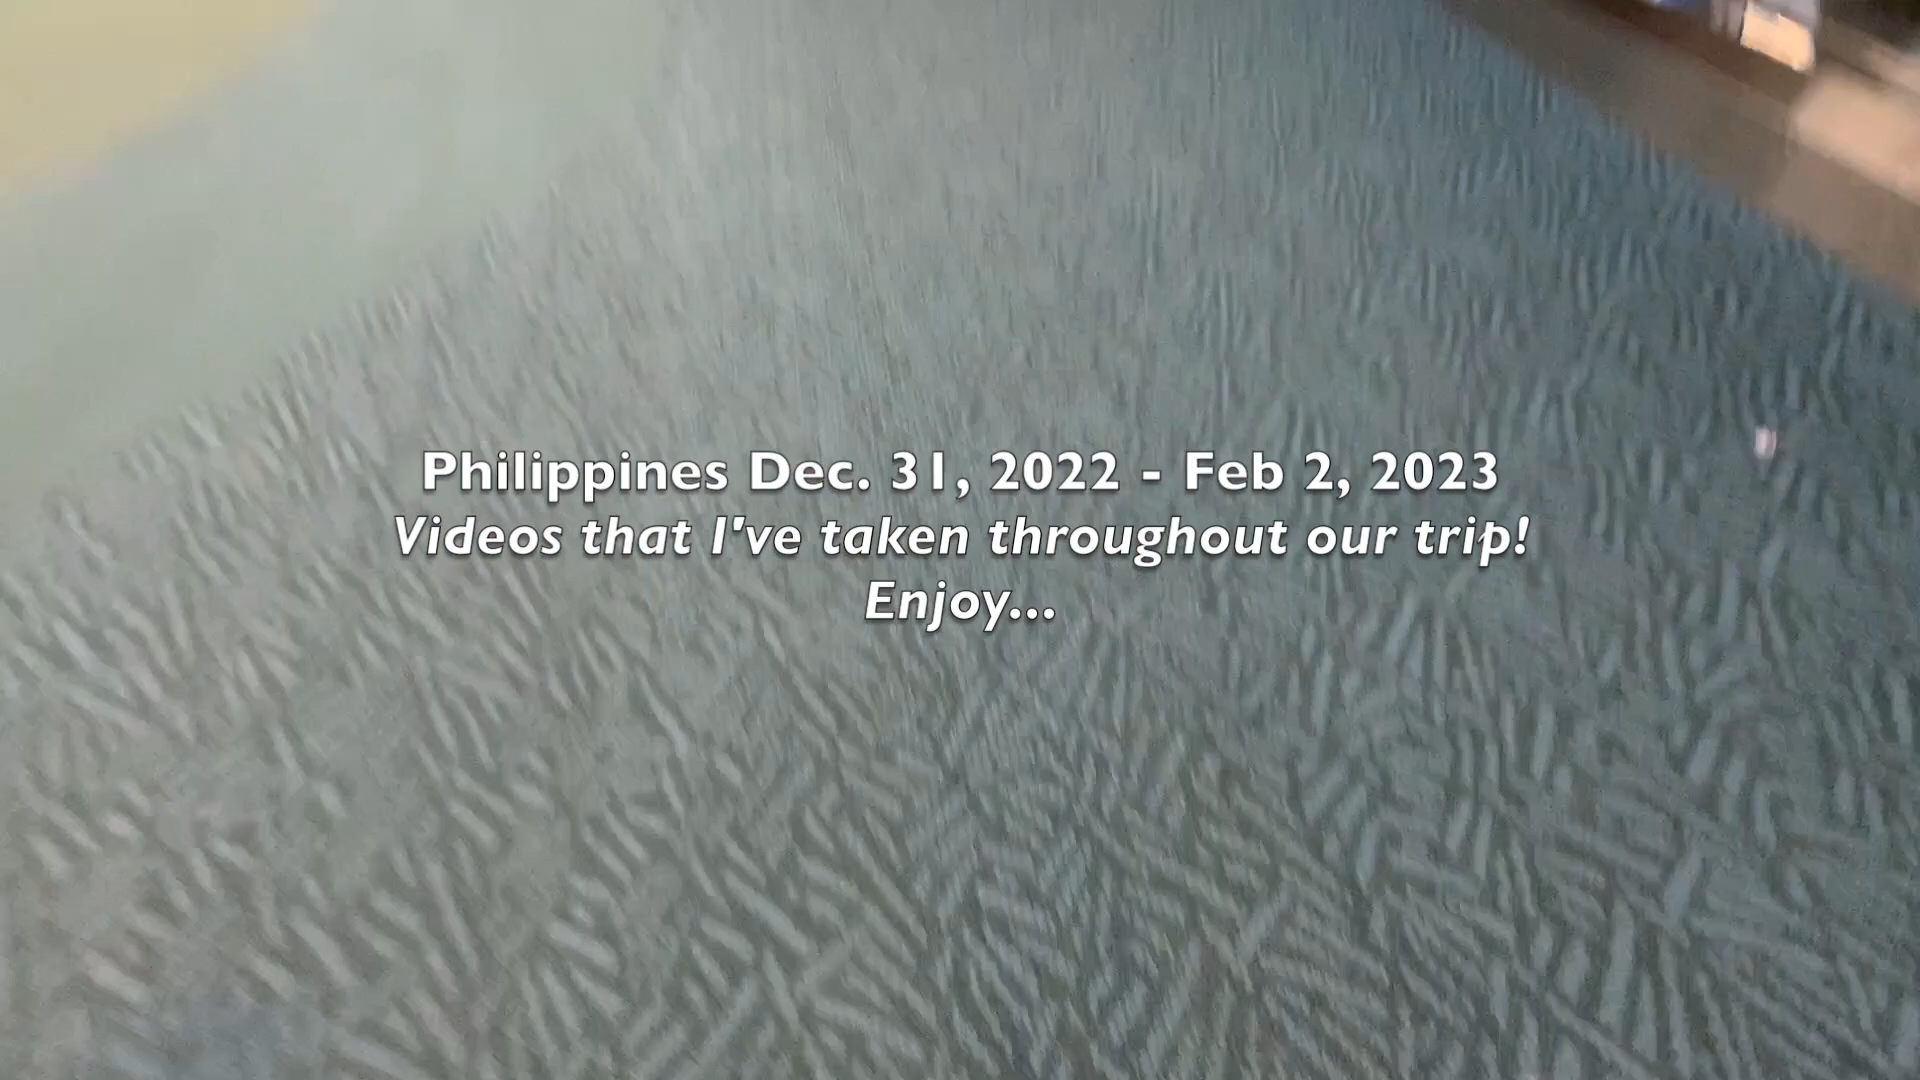 Philippines Dec. 31, 2022 - Feb 2, 2023
Videos that I've taken throughout our trip!
Enjoy...